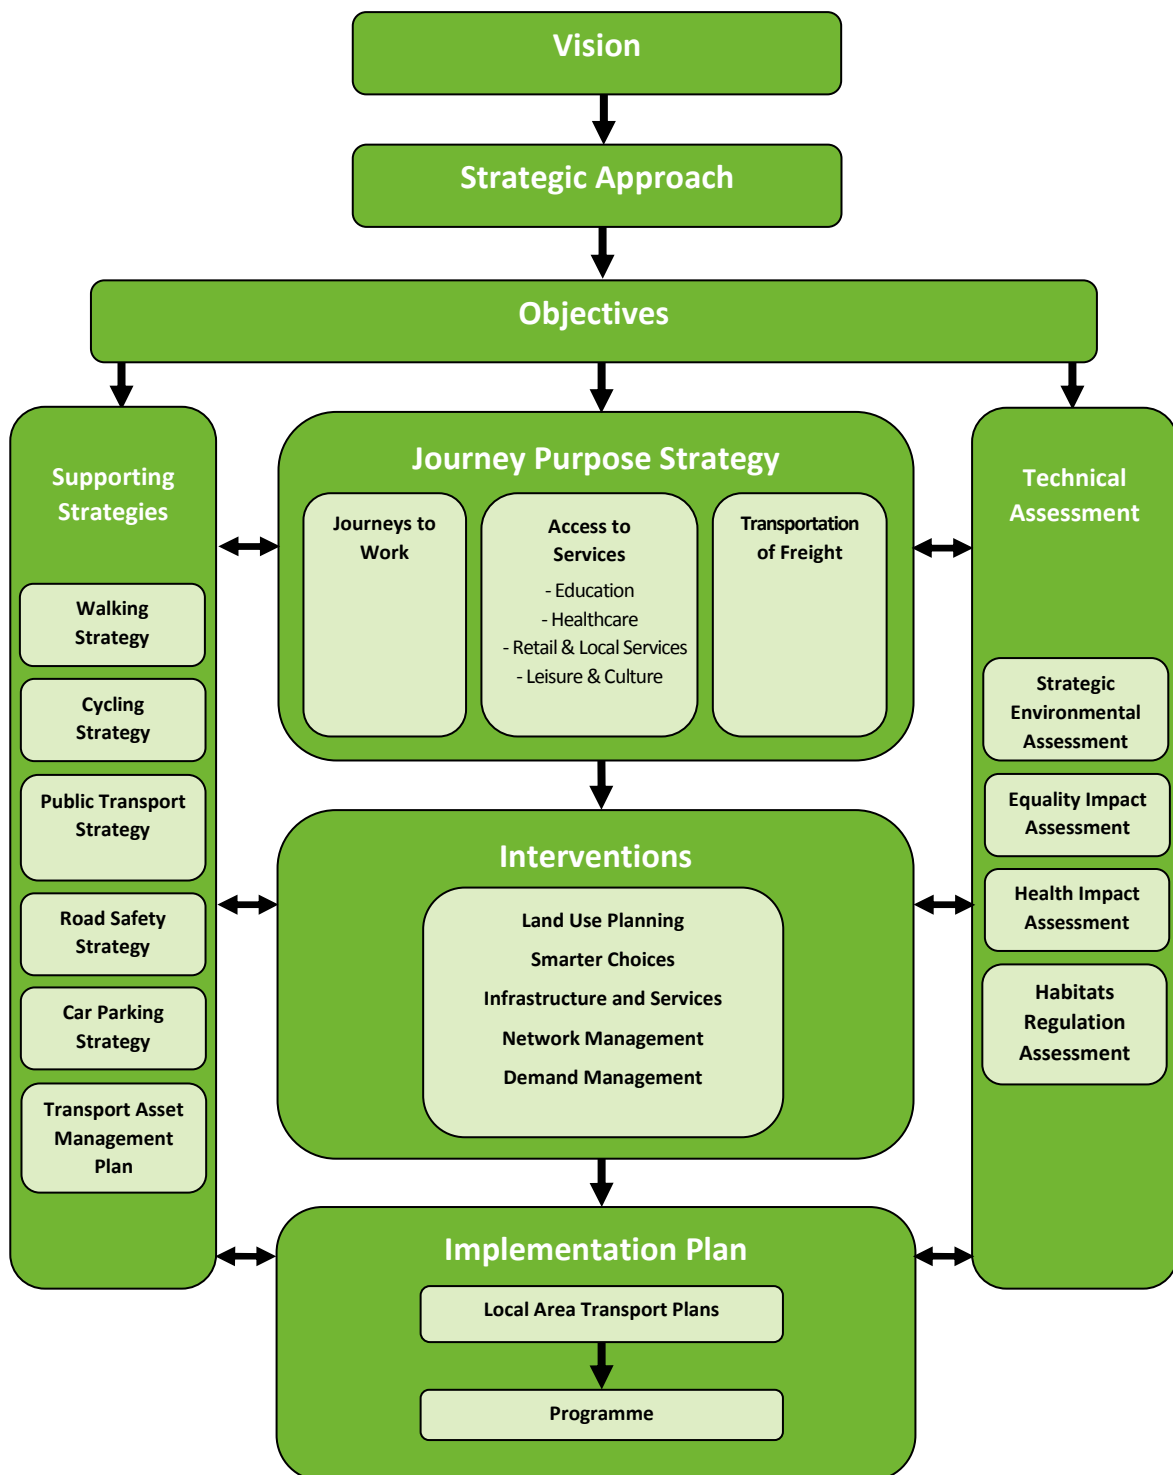 Vision
Strategic Approach
Objectives
Supporting
Strategies
Walking
Strategy
Cycling
Strategy
Public Transport
Strategy
Road Safety
Strategy
Car Parking
Strategy
Transport Asset
Management
Plan
Journey Purpose Strategy
Journeys to
Work
Access to
Services
- Education
- Healthcare
- Retail & Local Services
- Leisure & Culture
Transportation
of Freight
Interventions
Land Use Planning
Smarter Choices
Infrastructure and Services
Network Management
Demand Management
Implementation Plan
Local Area Transport Plans
Programme
Technical
Assessment
Strategic
Environmental
Assessment
Equality Impact
Assessment
Health Impact
Assessment
Habitats
Regulation
Assessment